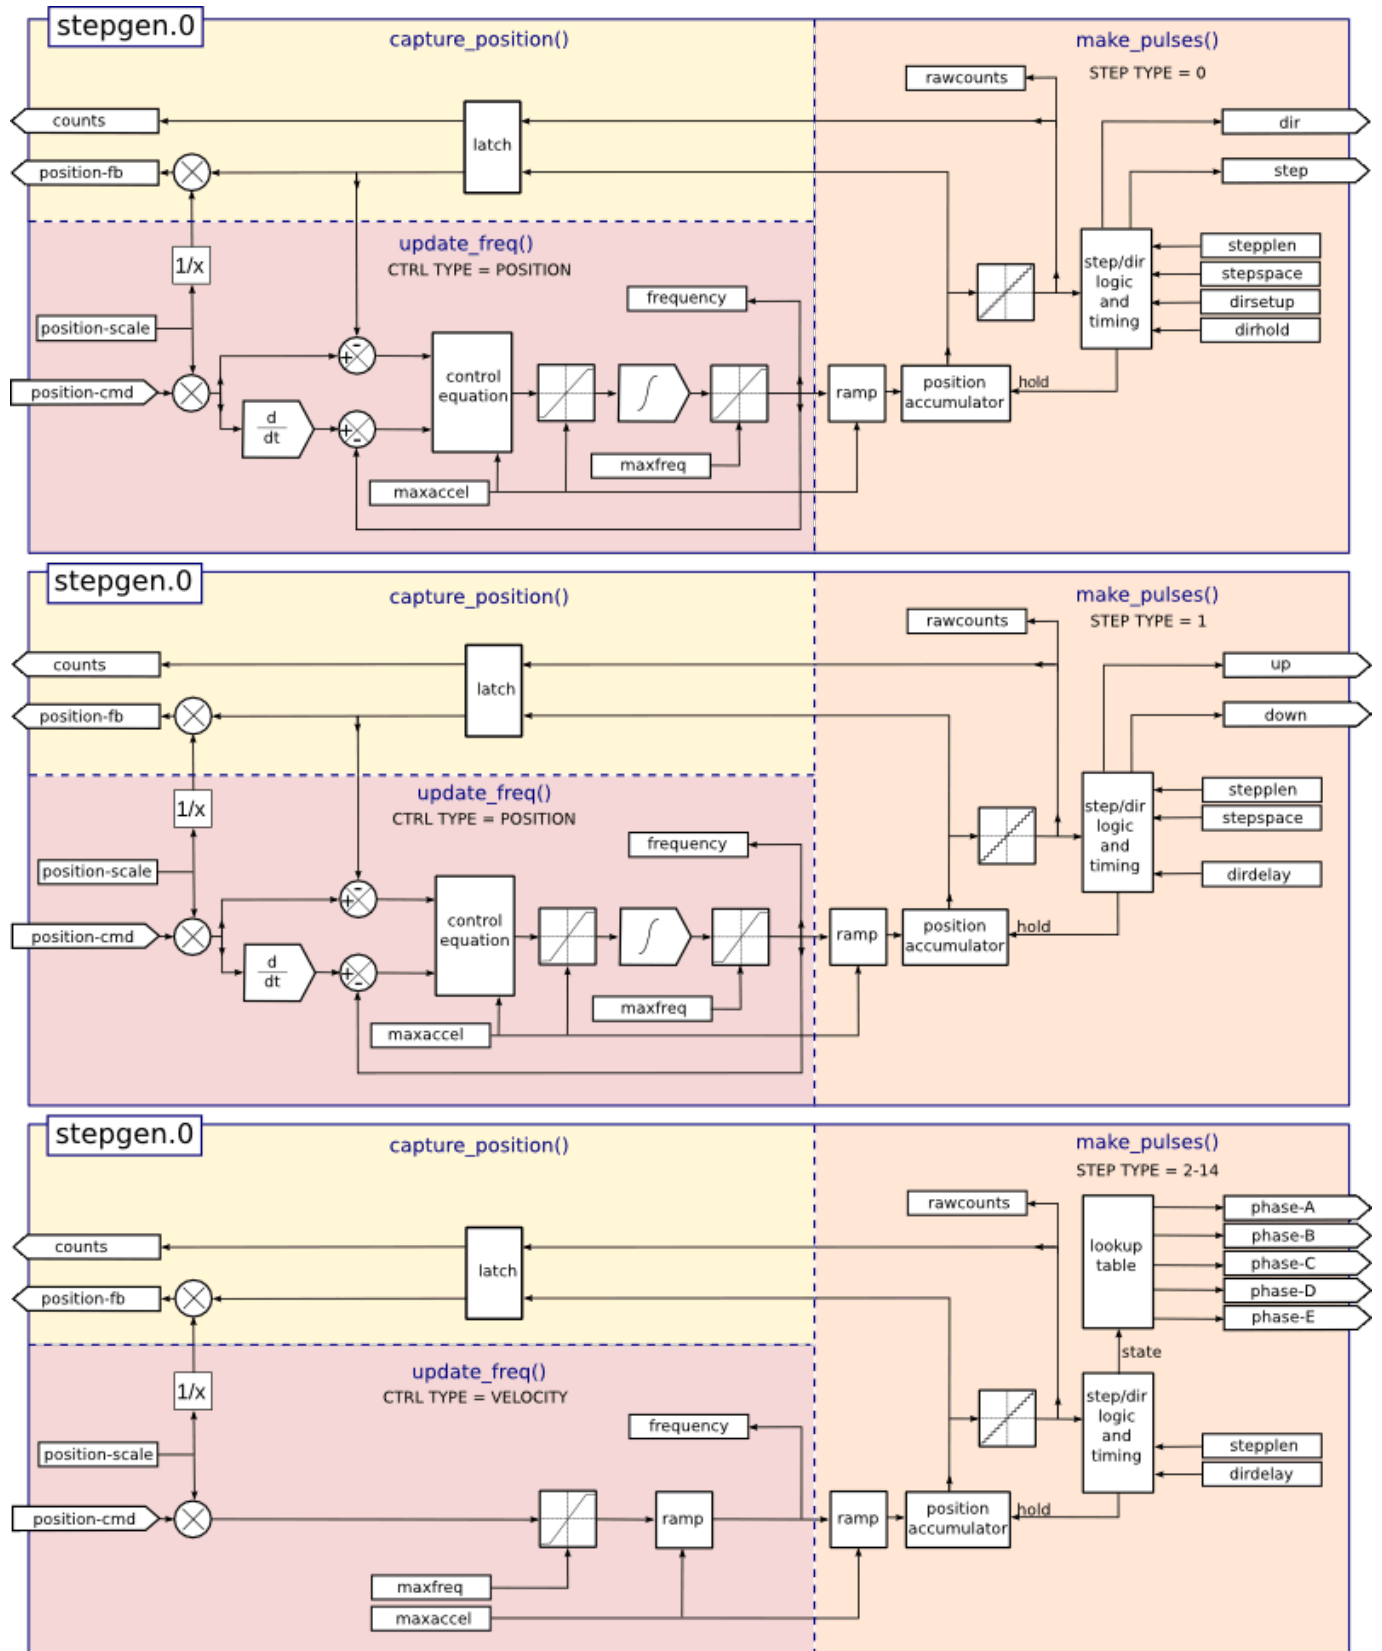 stepgen.0
capture_position()
make_pulses()
STEP TYPE = 0
rawcounts
counts
latch
dir
position-fb
step
update_freq()
CTRL TYPE = POSITION
1/x
frequency
step/dir
logic
and
timing
stepplen
stepspace
dirsetup
dirhold
position-scale
+
-
position-cmd
control
equation
ramp
position
accumulator
hold
d
dt
+
-
∫
maxfreq
maxaccel
stepgen.0
capture_position()
make_pulses()
STEP TYPE = 1
rawcounts
counts
latch
up
position-fb
down
update_freq()
CTRL TYPE = POSITION
1/x
frequency
step/dir
logic
and
timing
stepplen
stepspace
dirdelay
position-scale
+
-
position-cmd
control
equation
ramp
position
accumulator
hold
d
dt
+
-
∫
maxfreq
maxaccel
stepgen.0
capture_position()
make_pulses()
STEP TYPE = 2-14
rawcounts
lookup
table
phase-A
phase-B
phase-C
phase-D
phase-E
counts
latch
position-fb
state
update_freq()
CTRL TYPE = VELOCITY
1/x
frequency
step/dir
logic
and
timing
stepplen
dirdelay
position-scale
position-cmd
ramp
ramp
position
accumulator
hold
maxfreq
maxaccel